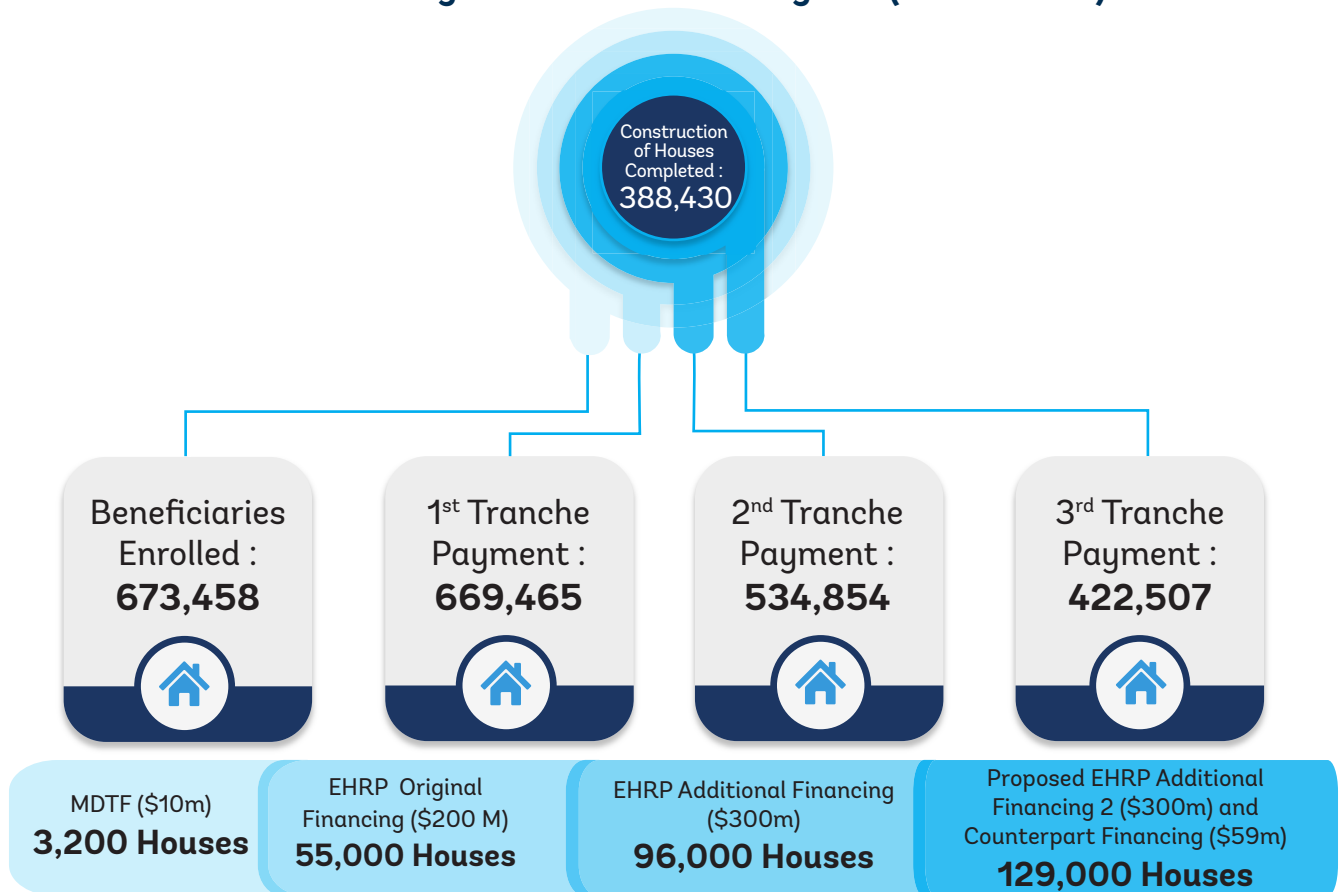 Construction
of Houses
Completed :
388,430
Beneficiaries
Enrolled :
673,458
1st Tranche
Payment :
669,465
2nd Tranche
Payment :
534,854
3rd Tranche
Payment :
422,507
MDTF ($10m)
3,200 Houses
EHRP Original
Financing ($200 M)
55,000 Houses
EHRP Additional Financing
($300m)
96,000 Houses
Proposed EHRP Additional
Financing 2 ($300m) and
Counterpart Financing ($59m)
129,000 Houses